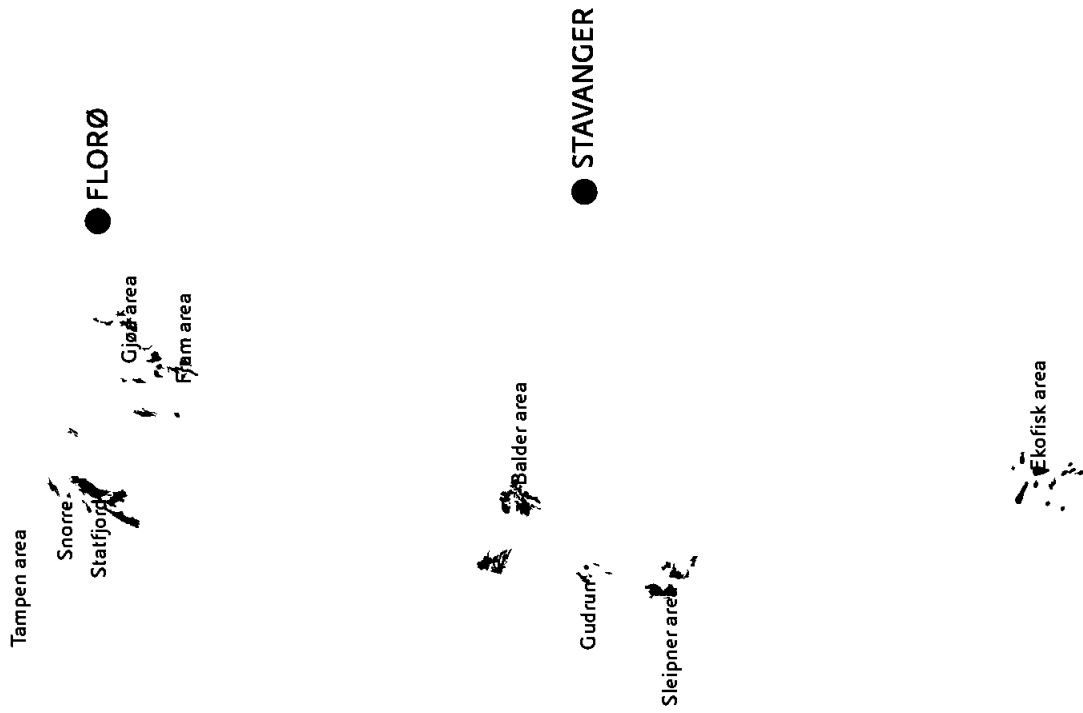 Tampen area
Snorre
Statfjord
FLORØ
Gjøa area
Fram area
Balder area
STAVANGER
Gudrun
Sleipner area
Ekofisk area